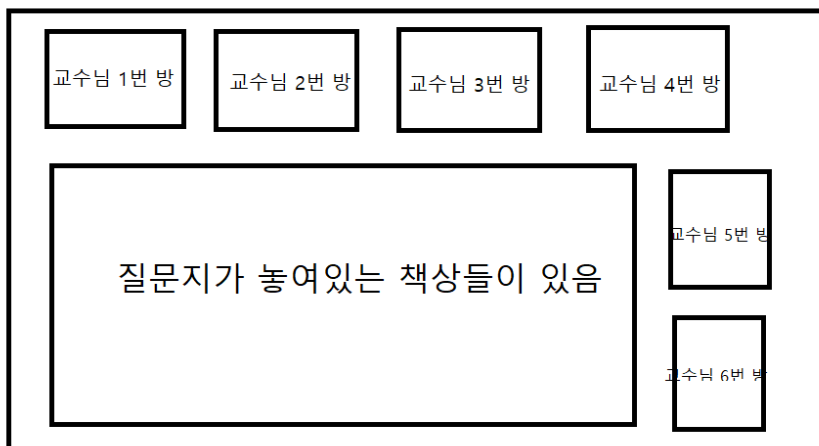 교수님 1번 방
교수님 2번 방
교수님 3번 방
교수님 4번 방
질문지가 놓여있는 책상들이 있음
교수님 5번 방
교수님 6번 방